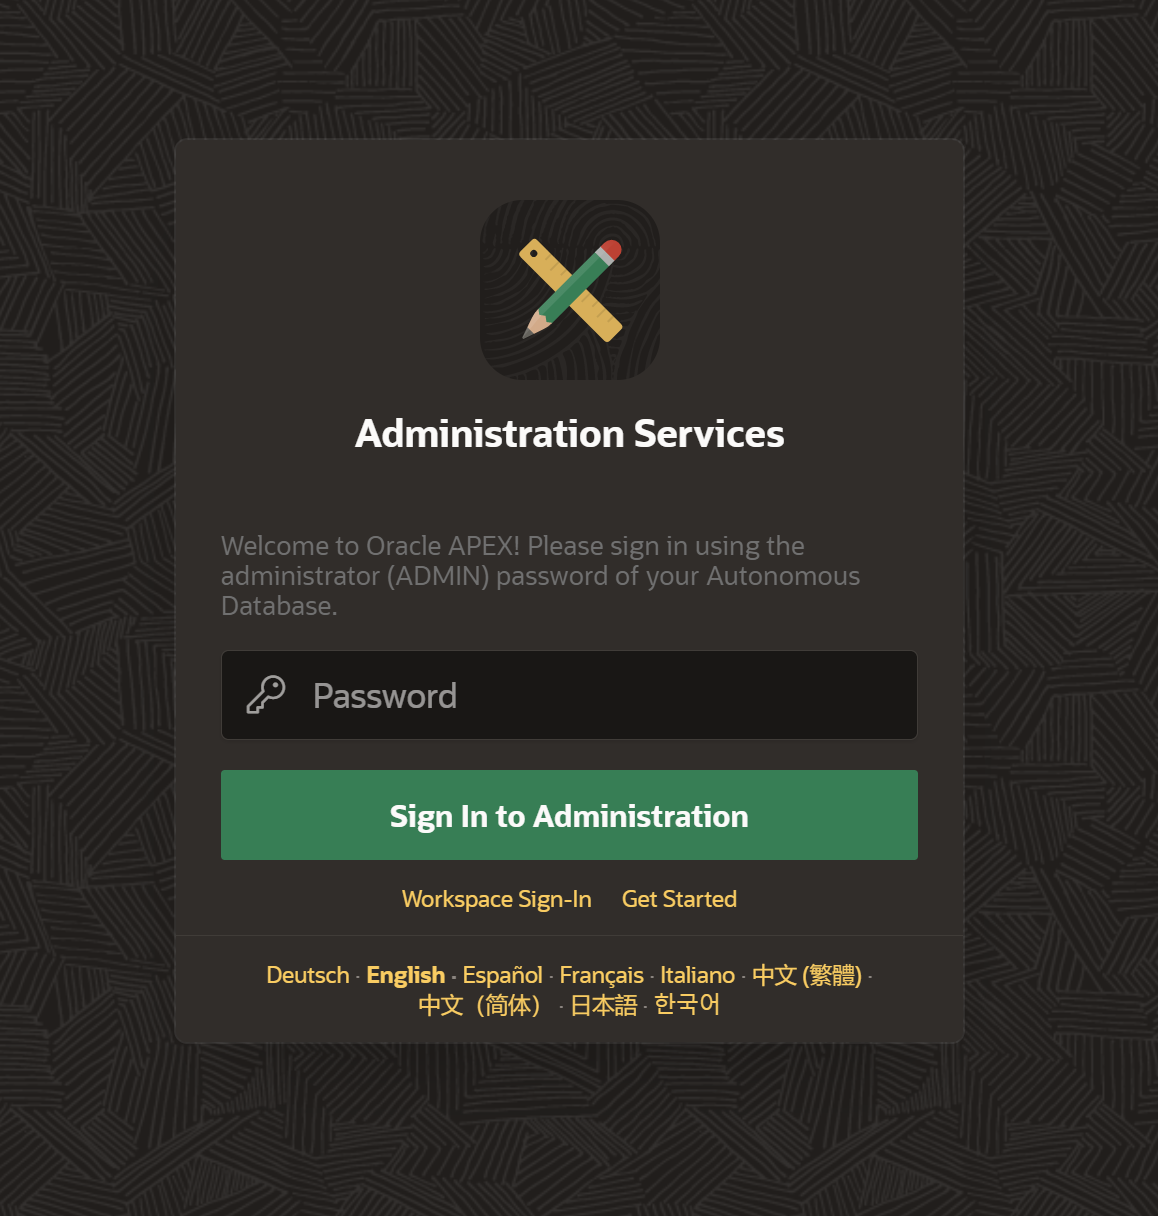 Administration Services
Welcome to Oracle APEX! Please sign in using the
administrator (ADMIN) password of your Autonomous
Database.
Password
Sign In to Administration
Workspace Sign-In Get Started
Deutsch · English · Español · Français · Italiano · 中文 (繁體) ·
中文（简体） · 日本語 · 한국어